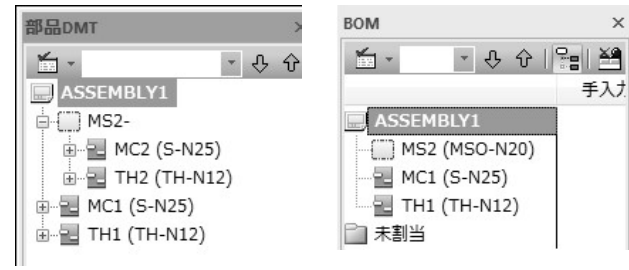 部品DMT
ASSEMBLY1
MS2-
MC2 (S-N25)
TH2 (TH-N12)
MC1 (S-N25)
TH1 (TH-N12)
BOM
手入力
ASSEMBLY1
MS2 (MSO-N20)
MC1 (S-N25)
TH1 (TH-N12)
未割当